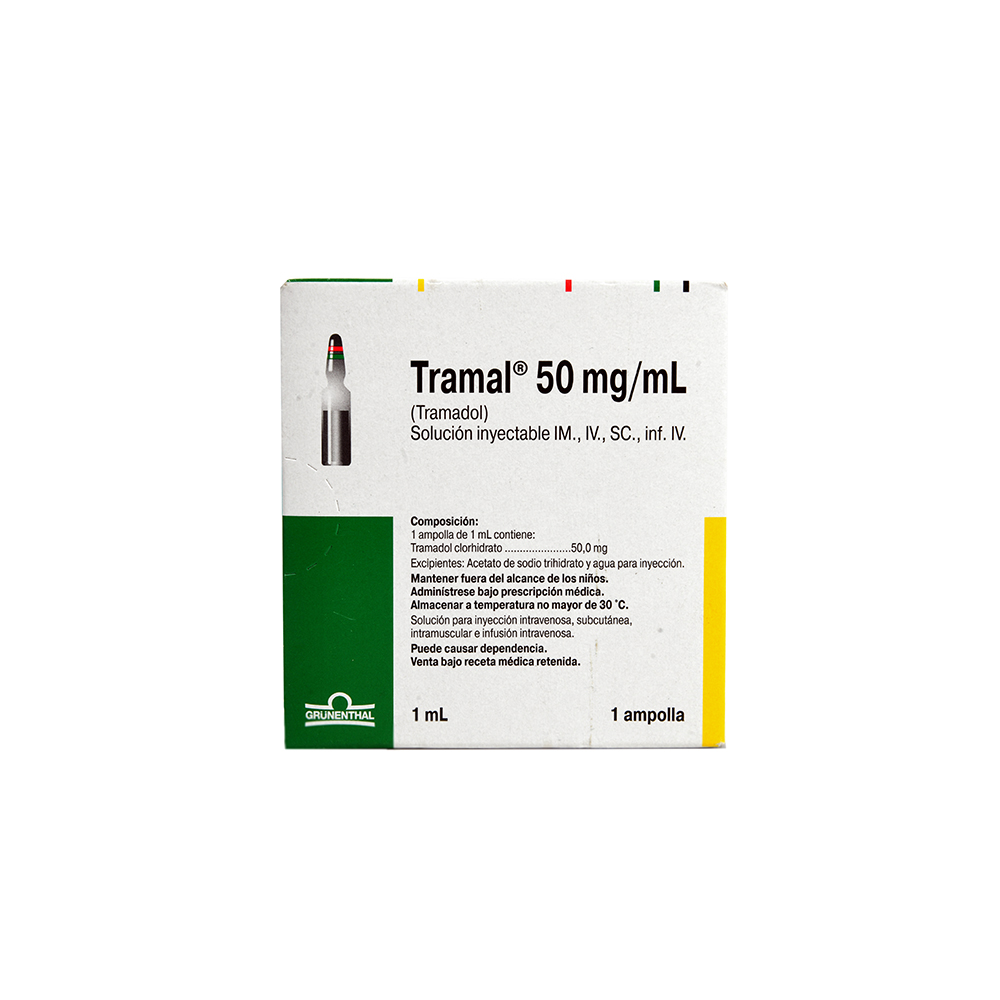 Tramal® 50 mg/mL
(Tramadol)
Solución inyectable IM., IV., SC., inf. IV.
Composición:
1 ampolla de 1 mL contiene:
Tramadol clorhidrato ......................50,0 mg
Excipientes: Acetato de sodio trihidrato y agua para inyección.
Mantener fuera del alcance de los niños.
Adminístrese bajo prescripción médica.
Almacenar a temperatura no mayor de 30 °C.
Solución para inyección intravenosa, subcutánea,
intramuscular e infusión intravenosa.
Puede causar dependencia.
Venta bajo receta médica retenida.
GRÜNENTHAL
1 mL
1 ampolla